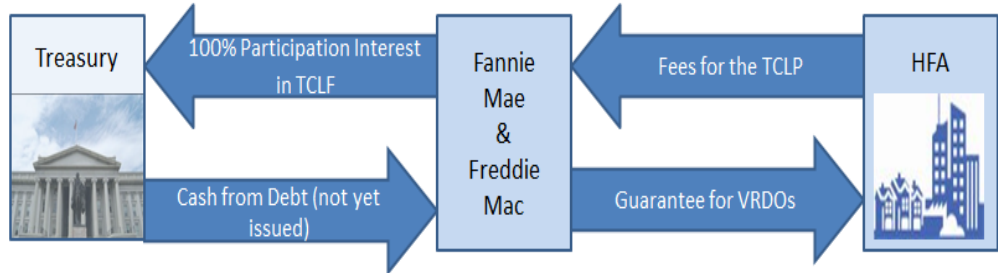 Treasury
100% Participation Interest
in TCLF
Cash from Debt (not yet
issued)
Fannie
Mae
&
Freddie
Mac
Fees for the TCLP
Guarantee for VRDOs
HFA